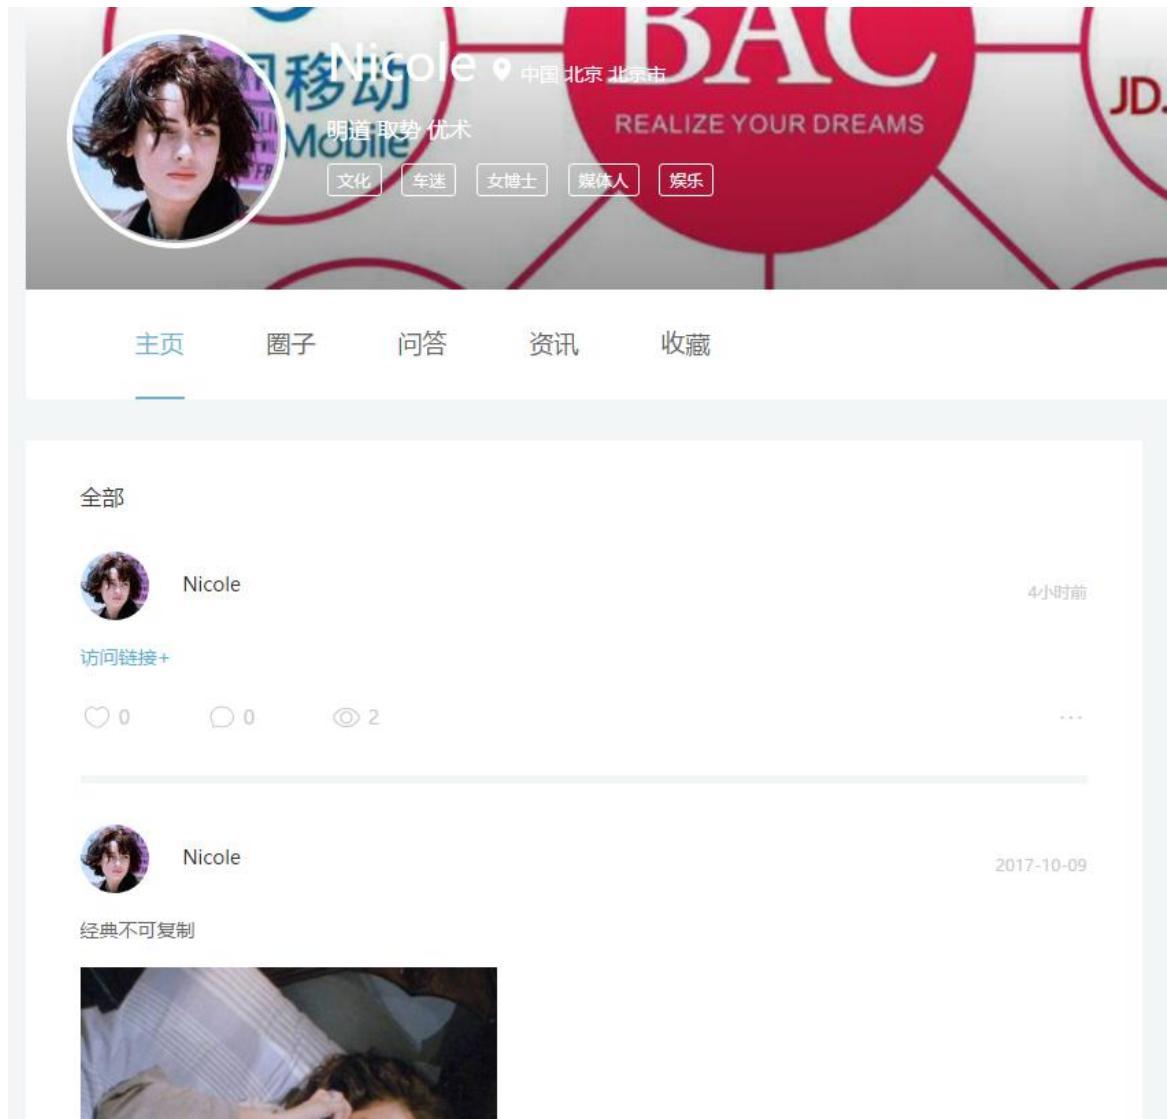 BAC
REALIZE YOUR DREAMS
移动
Mobile
JD.
Nicole 中国 北京 北京市
明道 取势 优术
文化 车迷 女博士 媒体人 娱乐
主页 圈子 问答 资讯 收藏
全部
Nicole
4小时前
访问链接+
0 0 2 ...
Nicole
2017-10-09
经典不可复制